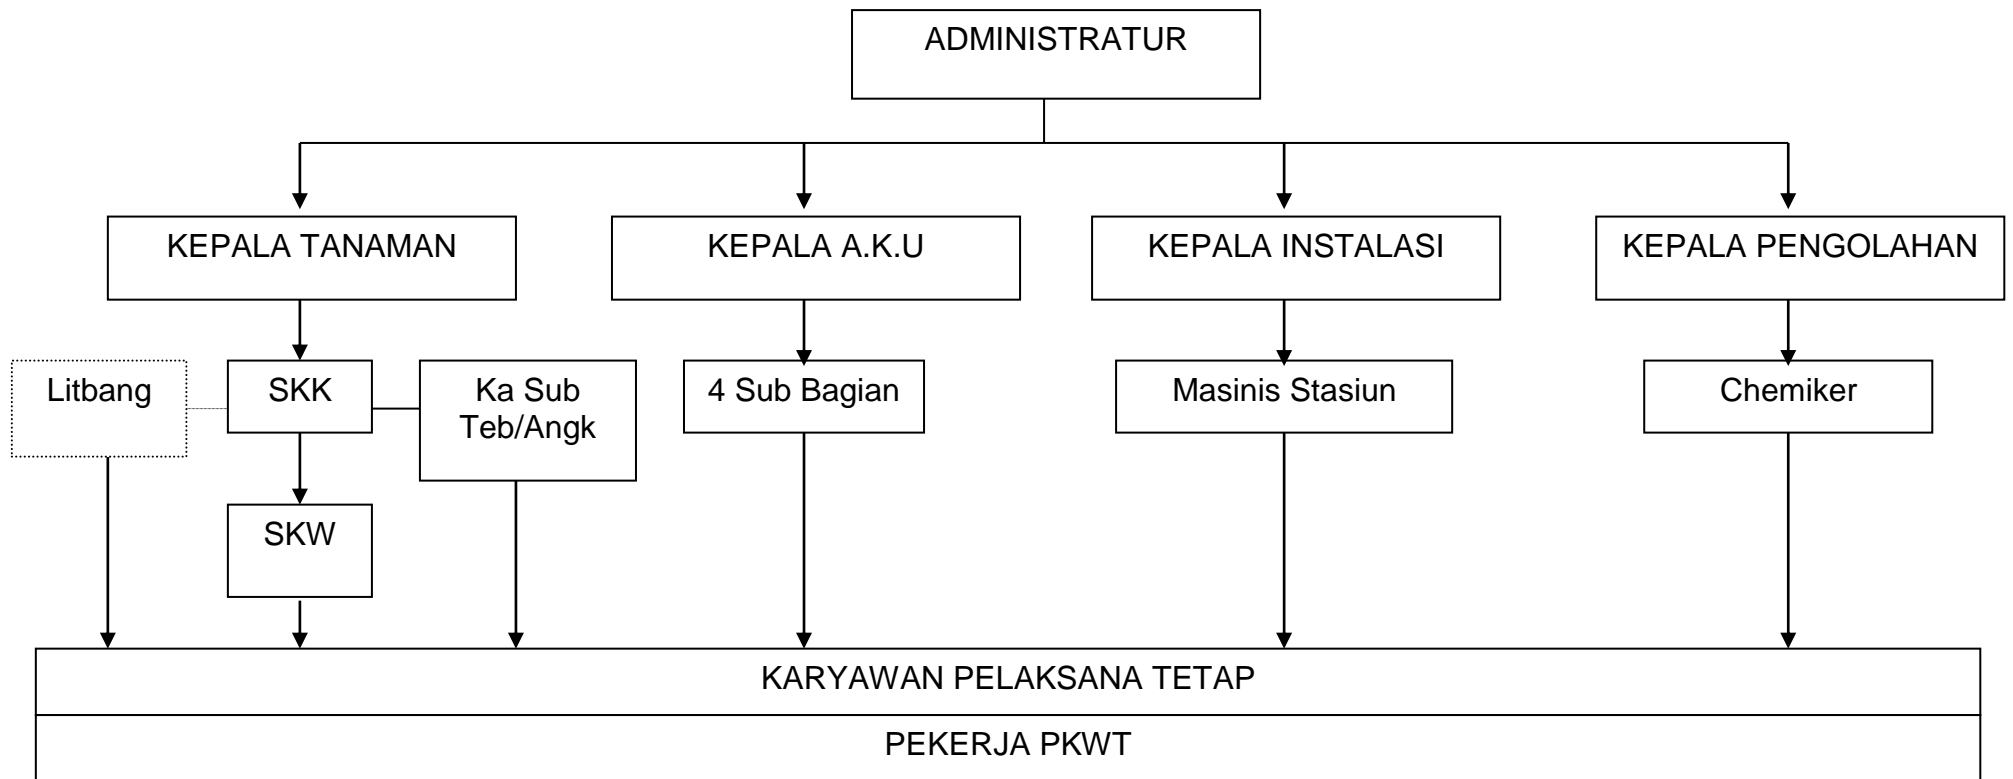 ADMINISTRATUR
KEPALA TANAMAN
KEPALA A.K.U
KEPALA INSTALASI
KEPALA PENGOLAHAN
Litbang
SKK
Ka Sub
Teb/Angk
4 Sub Bagian
Masinis Stasiun
Chemiker
SKW
KARYAWAN PELAKSANA TETAP
PEKERJA PKWT